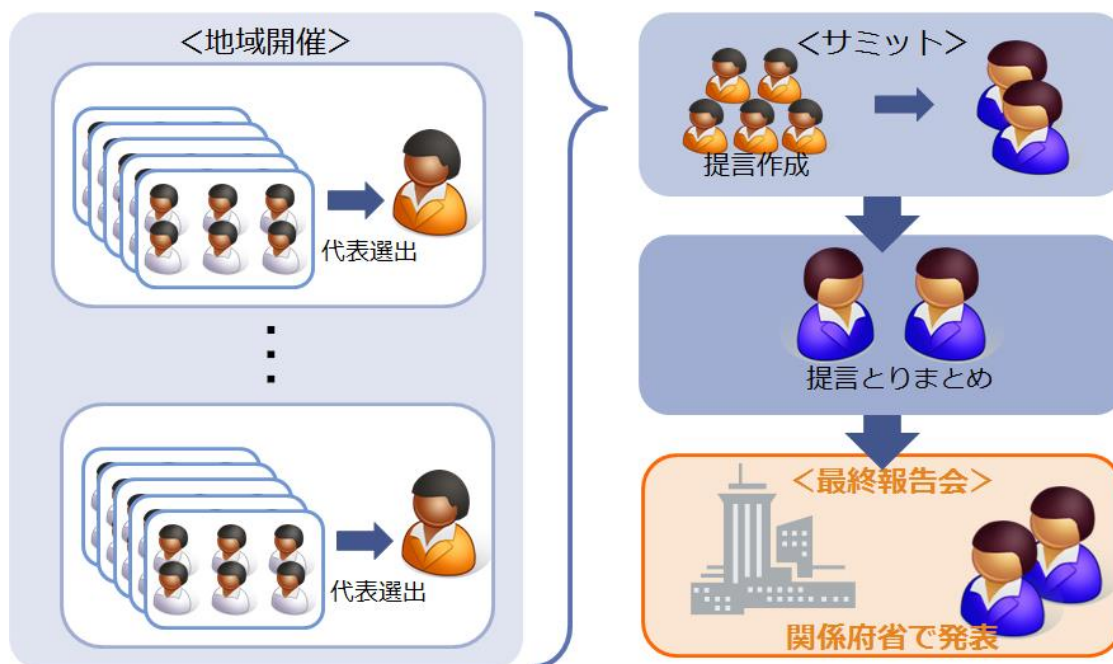 ＜地域開催＞
代表選出
代表選出
＜サミット＞
提言作成
提言とりまとめ
＜最終報告会＞
関係府省で発表